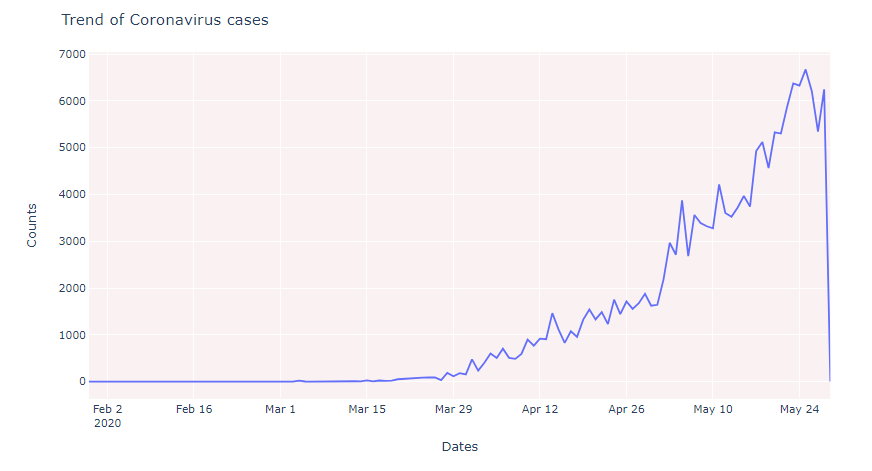 Trend of Coronavirus cases
7000
6000
5000
4000
3000
2000
1000
0
Counts
Feb 2
2020
Feb 16
Mar 1
Mar 15
Mar 29
Apr 12
Apr 26
May 10
May 24
Dates